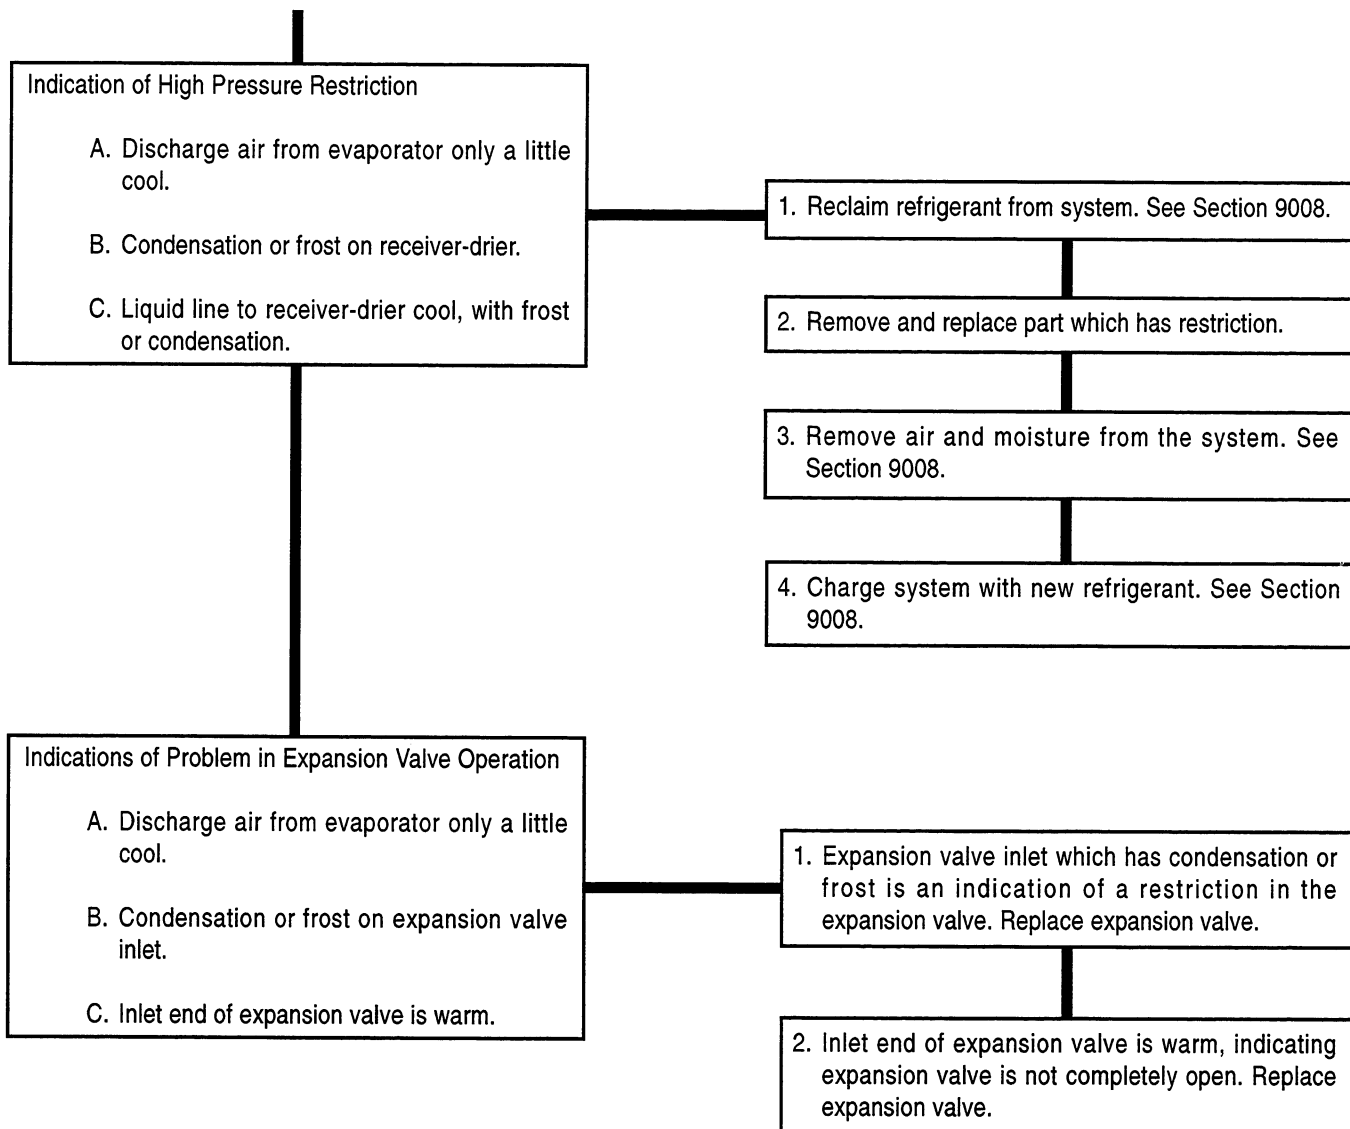 Indication of High Pressure Restriction
A. Discharge air from evaporator only a little
cool.
B. Condensation or frost on receiver-drier.
C. Liquid line to receiver-drier cool, with frost
or condensation.
1. Reclaim refrigerant from system. See Section 9008.
2. Remove and replace part which has restriction.
3. Remove air and moisture from the system. See
Section 9008.
4. Charge system with new refrigerant. See Section
9008.
Indications of Problem in Expansion Valve Operation
A. Discharge air from evaporator only a little
cool.
B. Condensation or frost on expansion valve
inlet.
C. Inlet end of expansion valve is warm.
1. Expansion valve inlet which has condensation or
frost is an indication of a restriction in the
expansion valve. Replace expansion valve.
2. Inlet end of expansion valve is warm, indicating
expansion valve is not completely open. Replace
expansion valve.